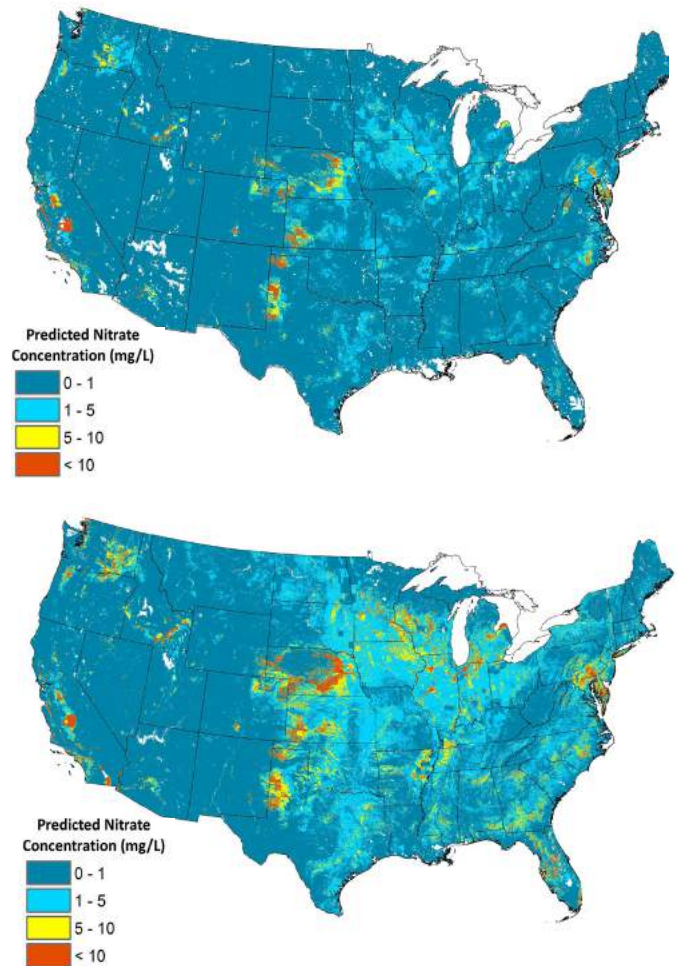 Predicted Nitrate
Concentration (mg/L)
0 - 1
1 - 5
5 - 10
< 10
Predicted Nitrate
Concentration (mg/L)
0 - 1
1 - 5
5 - 10
< 10